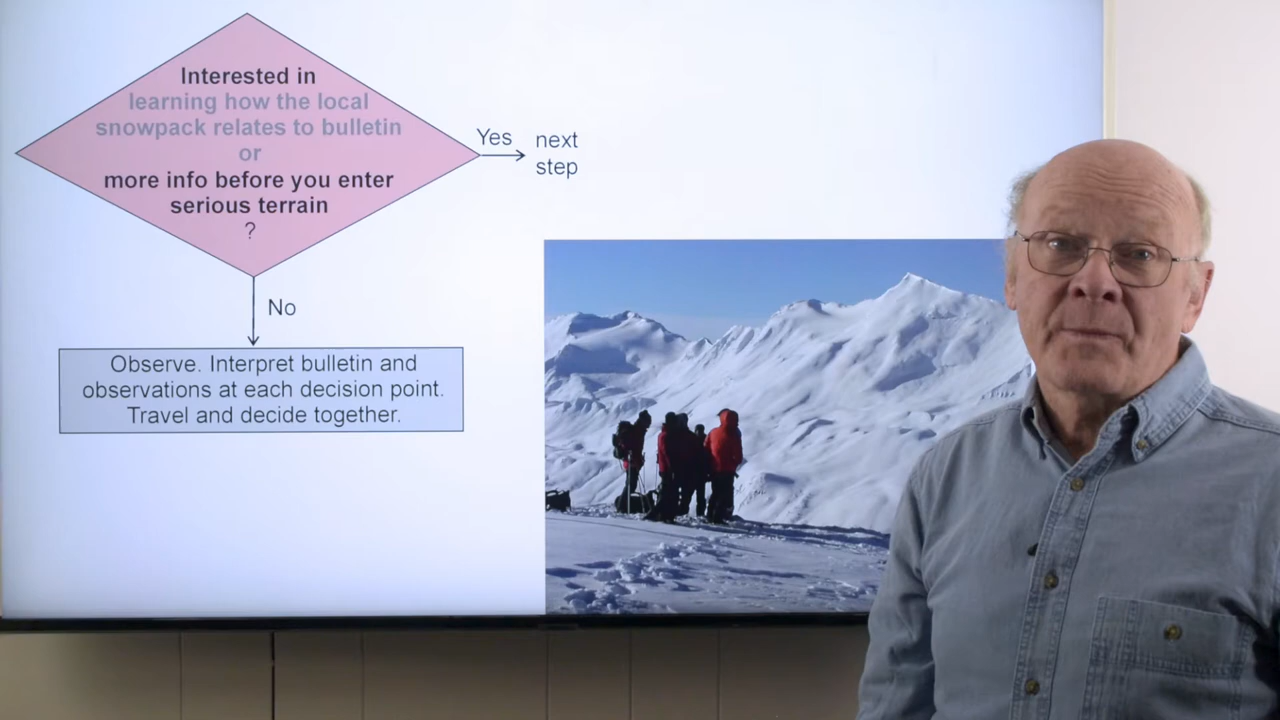 Interested in
learning how the local
snowpack relates to bulletin
or
more info before you enter
serious terrain
?
Yes
next
step
No
Observe. Interpret bulletin and
observations at each decision point.
Travel and decide together.